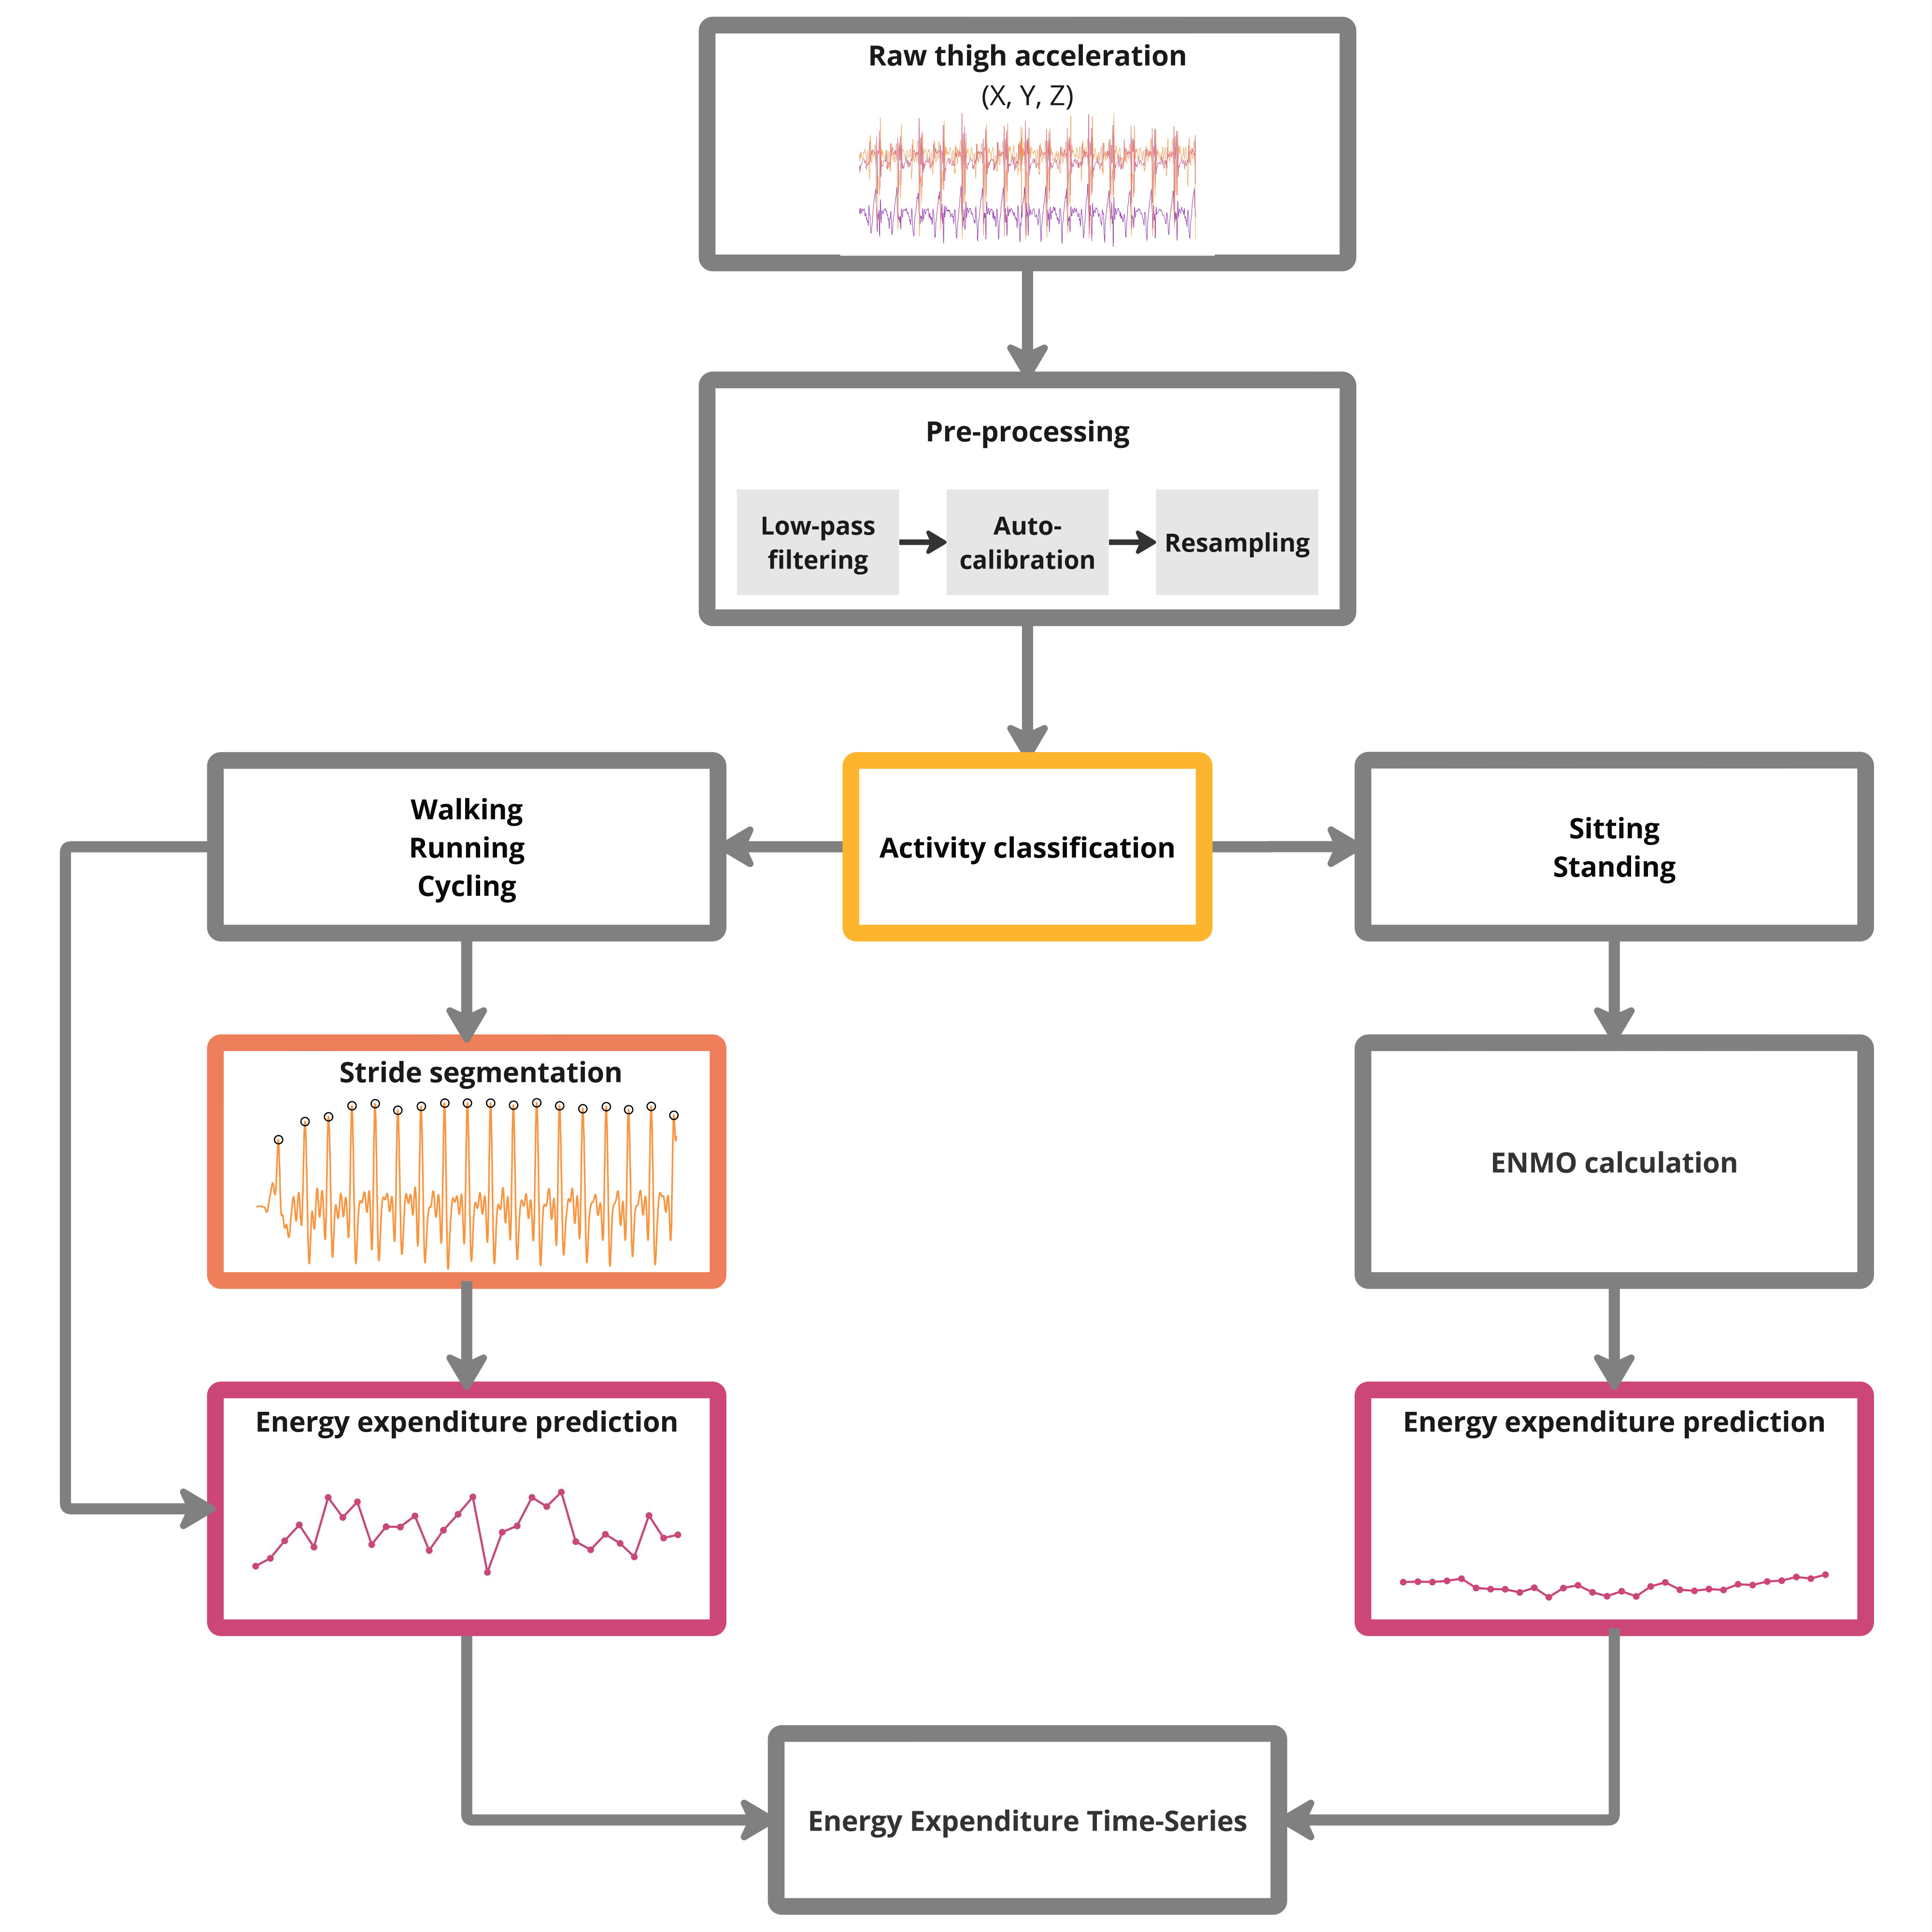 Raw thigh acceleration
(X, Y, Z)
Pre-processing
Low-pass
filtering
Auto-
calibration
Resampling
Walking
Running
Cycling
Activity classification
Sitting
Standing
Stride segmentation
ENMO calculation
Energy expenditure prediction
Energy expenditure prediction
Energy Expenditure Time-Series